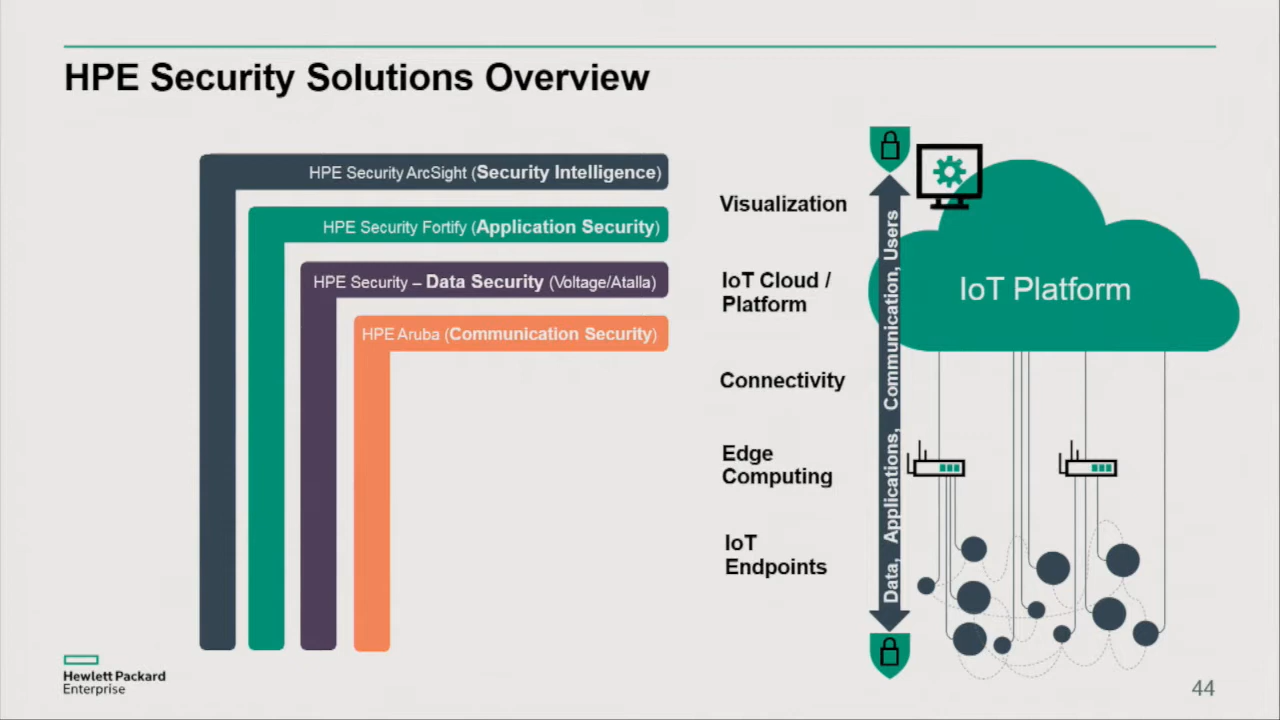 HPE Security Solutions Overview
HPE Security ArcSight (Security Intelligence)
HPE Security Fortify (Application Security)
HPE Security – Data Security (Voltage/Atalla)
HPE Aruba (Communication Security)
Visualization
IoT Cloud /
Platform
Connectivity
Edge
Computing
IoT
Endpoints
Data, Applications, Communication, Users
IoT Platform
Hewlett Packard
Enterprise
44